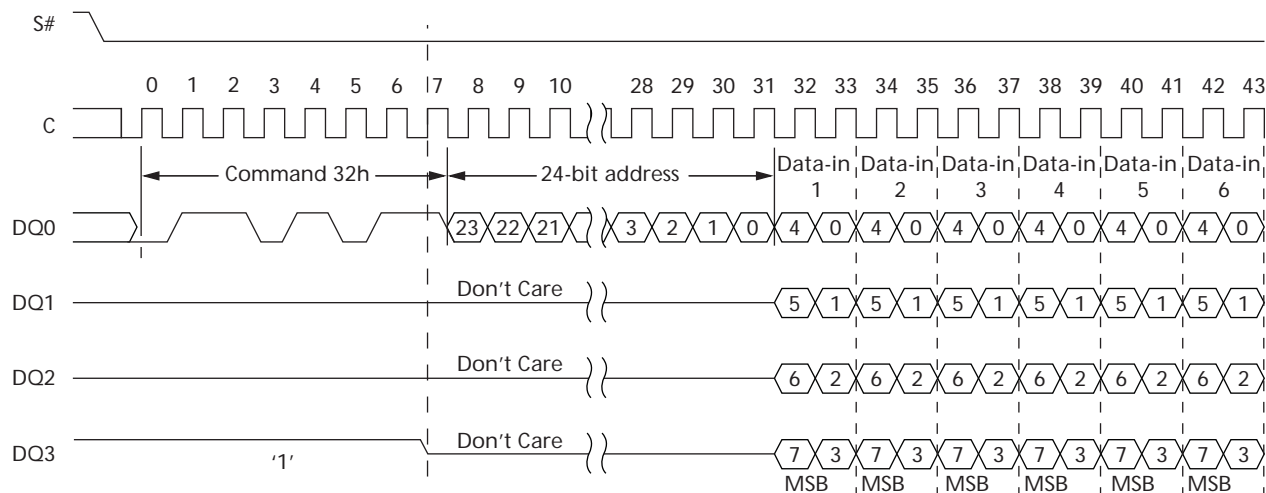 S#
0 1 2 3 4 5 6 7 8 9 10 28 29 30 31 32 33 34 35 36 37 38 39 40 41 42 43
C
Command 32h 24-bit address Data-in Data-in Data-in Data-in Data-in Data-in
1 2 3 4 5 6
DQ0 23 22 21 3 2 1 0 4 0 4 0 4 0 4 0 4 0 4 0
Don't Care
DQ1 5 1 5 1 5 1 5 1 5 1 5 1
Don't Care
DQ2 6 2 6 2 6 2 6 2 6 2 6 2
Don't Care
DQ3 '1' 7 3 7 3 7 3 7 3 7 3 7 3
MSB MSB MSB MSB MSB MSB